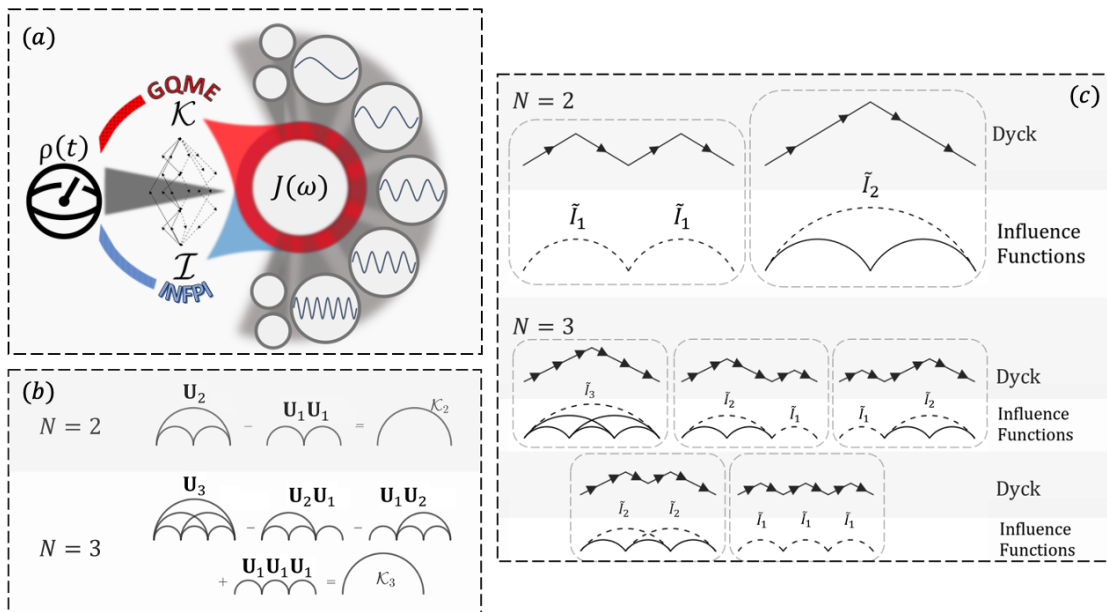 (a)
GQME
𝒦
ρ(t)
J(ω)
ℐ
INFPI
(b)
N = 2
U₂ − U₁U₁ = 𝒦₂
N = 3
U₃ − U₂U₁ − U₁U₂
+ U₁U₁U₁ = 𝒦₃
(c)
N = 2
Dyck
Ĩ₁ Ĩ₁ Ĩ₂
Influence
Functions
N = 3
Dyck
Ĩ₃ Ĩ₂ Ĩ₁ Ĩ₁ Ĩ₂
Influence
Functions
Dyck
Ĩ₂ Ĩ₂ Ĩ₁ Ĩ₁ Ĩ₁
Influence
Functions